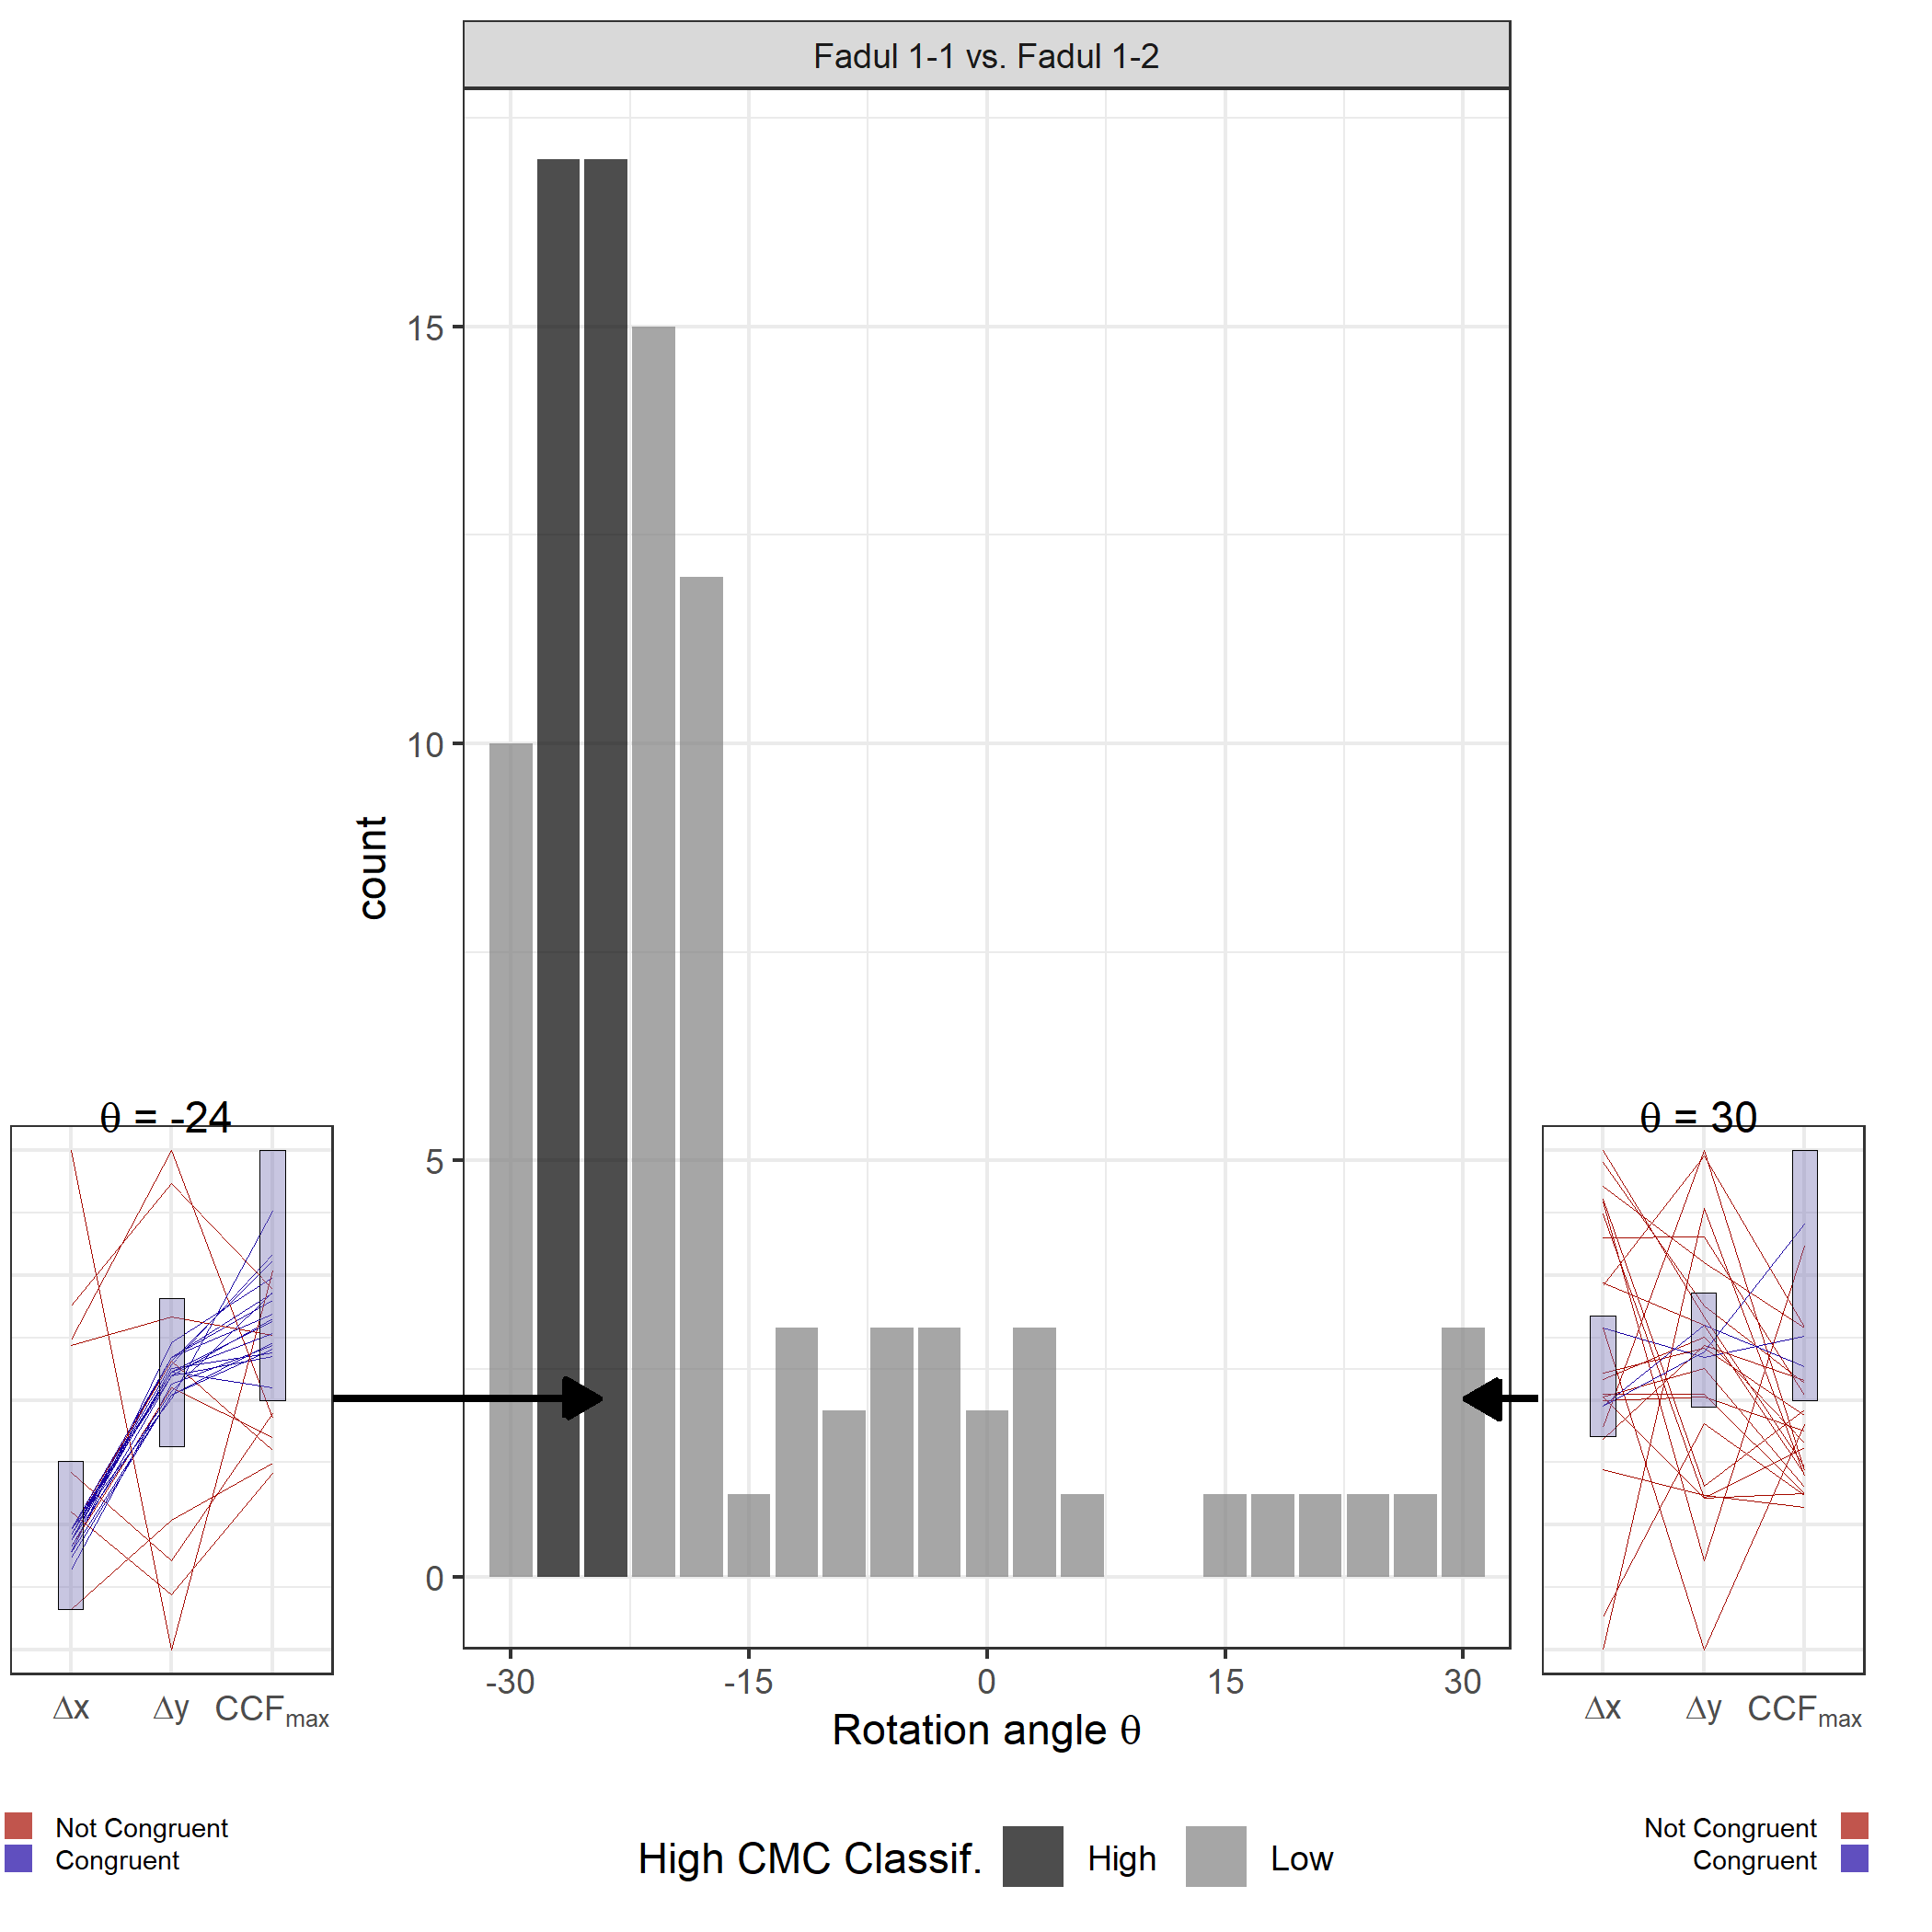 Fadul 1-1 vs. Fadul 1-2
15
10
5
0
count
-30 -15 0 15 30
Rotation angle θ
θ = -24
Δx Δy CCFmax
θ = 30
Δx Δy CCFmax
Not Congruent
Congruent
High CMC Classif. High Low
Not Congruent
Congruent